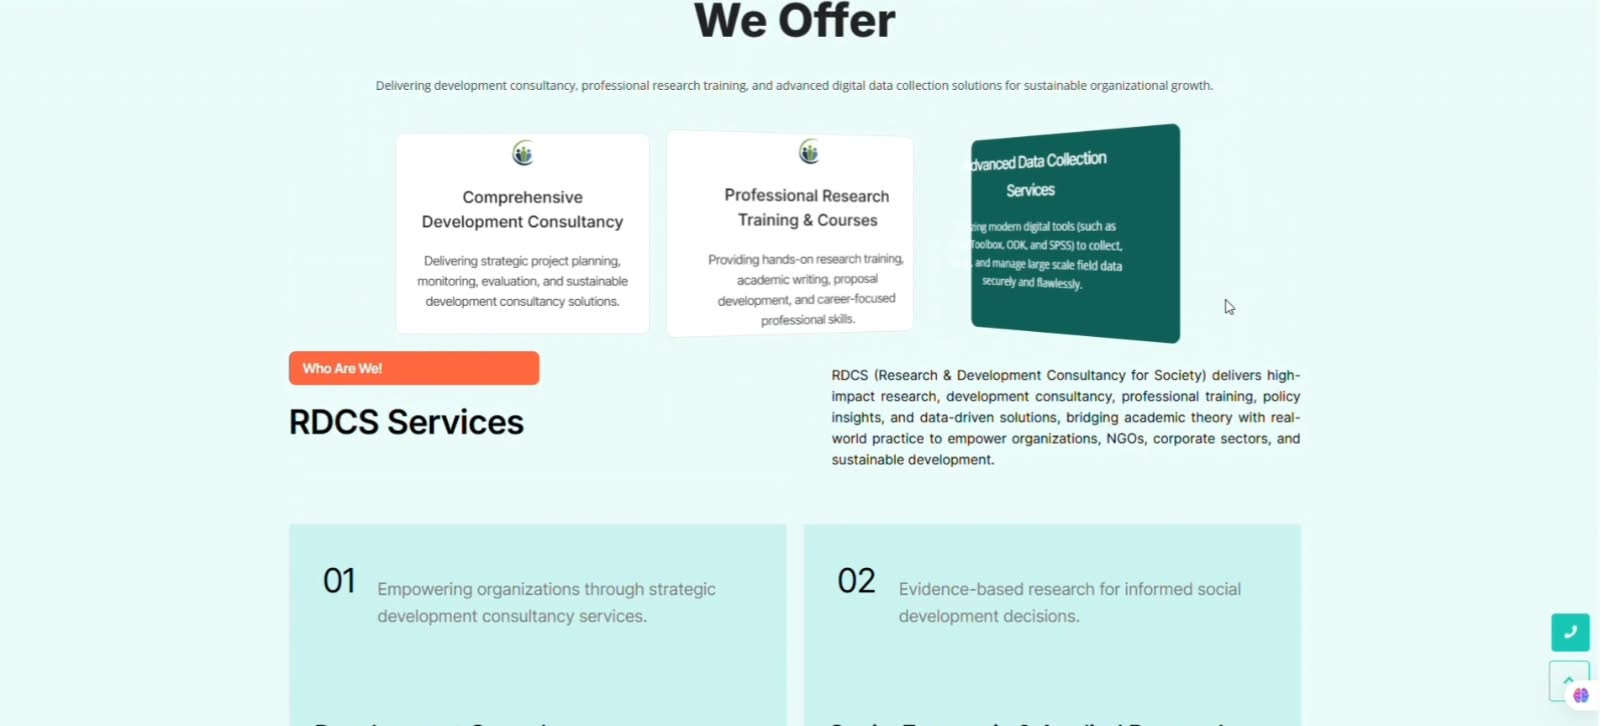 We Offer
Delivering development consultancy, professional research training, and advanced digital data collection solutions for sustainable organizational growth.
Comprehensive
Development Consultancy
Delivering strategic project planning,
monitoring, evaluation, and sustainable
development consultancy solutions.
Professional Research
Training & Courses
Providing hands-on research training,
academic writing, proposal
development, and career-focused
professional skills.
Data Collection
Services
modern digital tools (such as
Toolbox, ODK, and SPSS) to collect,
and manage large scale field data
securely and flawlessly.
Who Are We!
RDCS Services
RDCS (Research & Development Consultancy for Society) delivers high-
impact research, development consultancy, professional training, policy
insights, and data-driven solutions, bridging academic theory with real-
world practice to empower organizations, NGOs, corporate sectors, and
sustainable development.
01
Empowering organizations through strategic
development consultancy services.
02
Evidence-based research for informed social
development decisions.